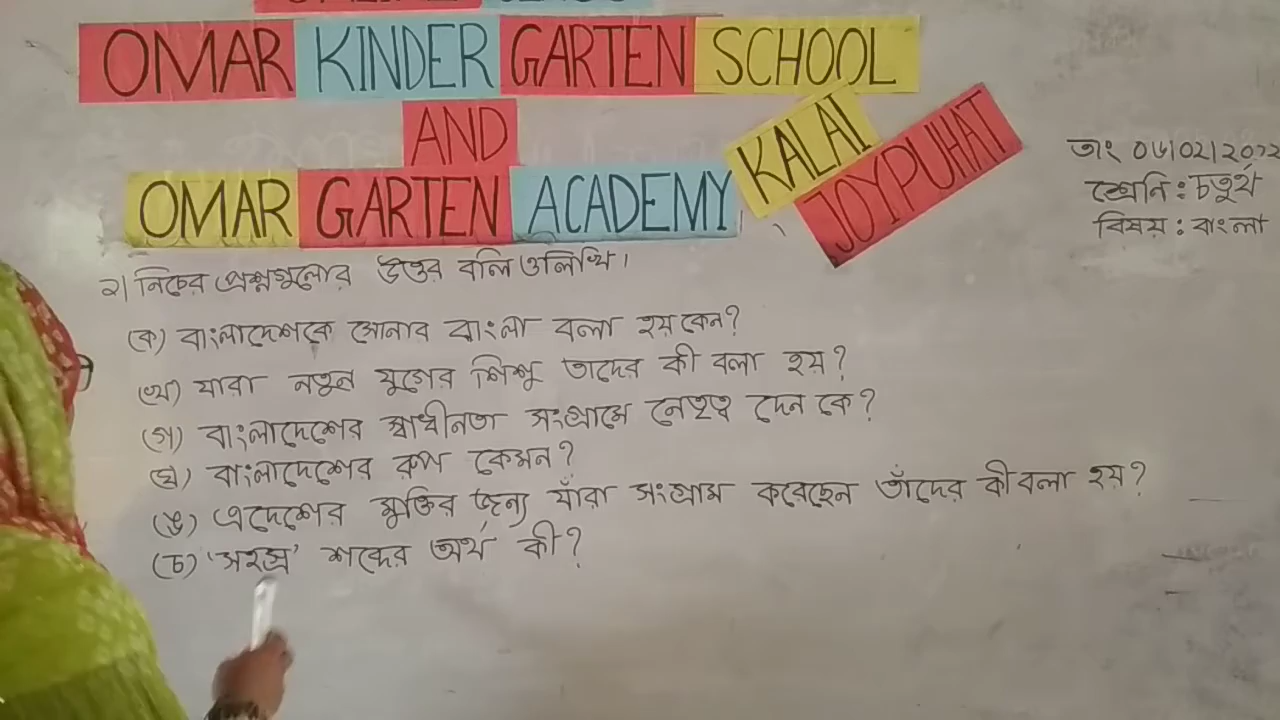 OMAR KINDER GARTEN SCHOOL
AND
OMAR GARTEN ACADEMY
KALAI
JOYPUHAT
তাং ০৬|০২|২০২২
শ্রেনি : চতুর্থ
বিষয় : বাংলা
২| নিচের প্রশ্নগুলোর উত্তর বলি ও লিখি।
(ক) বাংলাদেশকে সোনার বাংলা বলা হয় কেন?
(খ) যারা নতুন যুগের শিশু তাদের কী বলা হয়?
(গ) বাংলাদেশের স্বাধীনতা সংগ্রামে নেতৃত্ব দেন কে?
(ঘ) বাংলাদেশের রুপ কেমন?
(ঙ) এদেশের মুক্তির জন্য যাঁরা সংগ্রাম করেছেন তাঁদের কী বলা হয়?
(চ) 'সহস্র' শব্দের অর্থ কী?